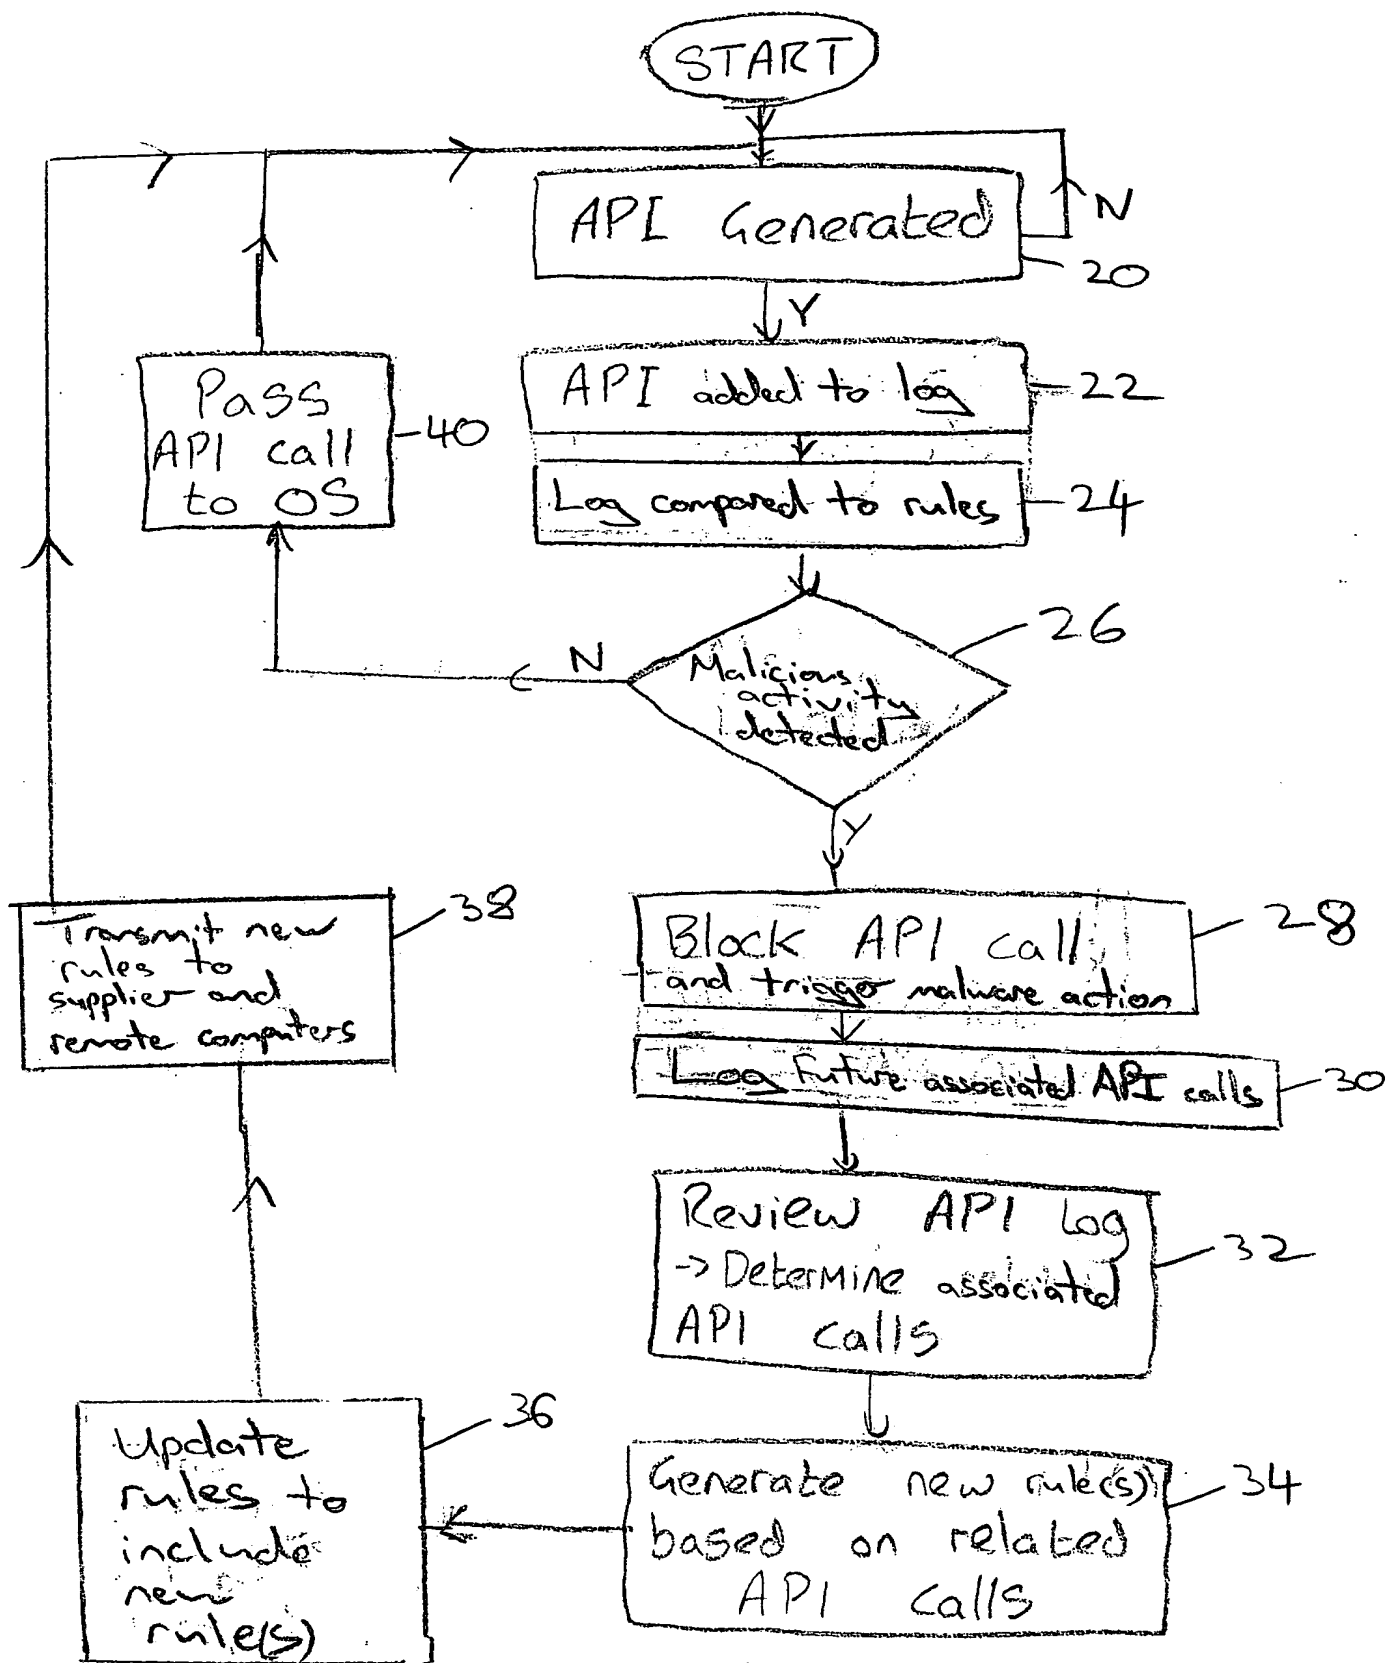 START
API Generated
N
20
Y
API added to log
22
Pass
API call
to OS
40
Log compared to rules
24
26
N
Malicious
activity
detected
Y
Transmit new
rules to
supplier and
remote computers
38
Block API call
and trigger malware action
28
Log Future associated API calls
30
Review API Log
-> Determine associated
API calls
32
Update
rules to
include
new
rule(s)
36
Generate new rule(s)
based on related
API calls
34